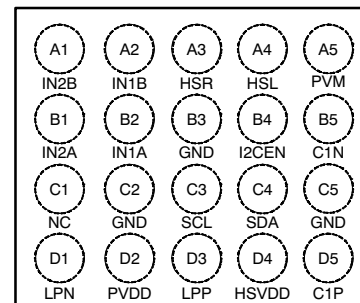 A1 A2 A3 A4 A5
IN2B IN1B HSR HSL PVM
B1 B2 B3 B4 B5
IN2A IN1A GND I2CEN C1N
C1 C2 C3 C4 C5
NC GND SCL SDA GND
D1 D2 D3 D4 D5
LPN PVDD LPP HSVDD C1P